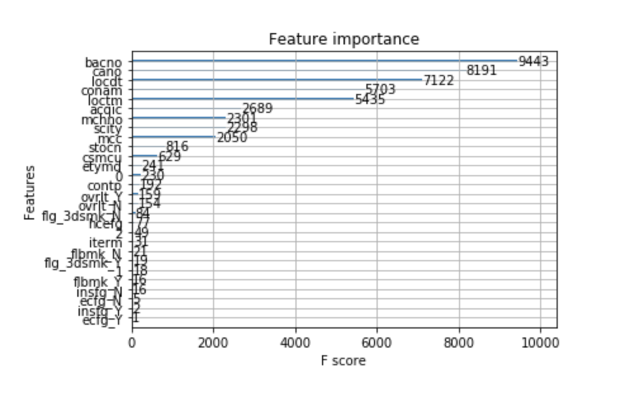 Feature importance
Features
bacno 9443
cano 8191
locdt 7122
conam 5703
loctm 5435
acqic 2689
mchno 2301
scity 2298
mcc 2050
stocn 816
csmcu 629
etymd 241
0 230
contp 192
ovrlt_Y 159
ovrlt_N 154
flg_3dsmk_N 84
hcefg 77
2 49
iterm 31
flbmk_N 21
flg_3dsmk_Y 19
1 18
flbmk_Y 16
insfg_N 16
ecfg_N 5
insfg_Y 2
ecfg_Y 1
0 2000 4000 6000 8000 10000
F score